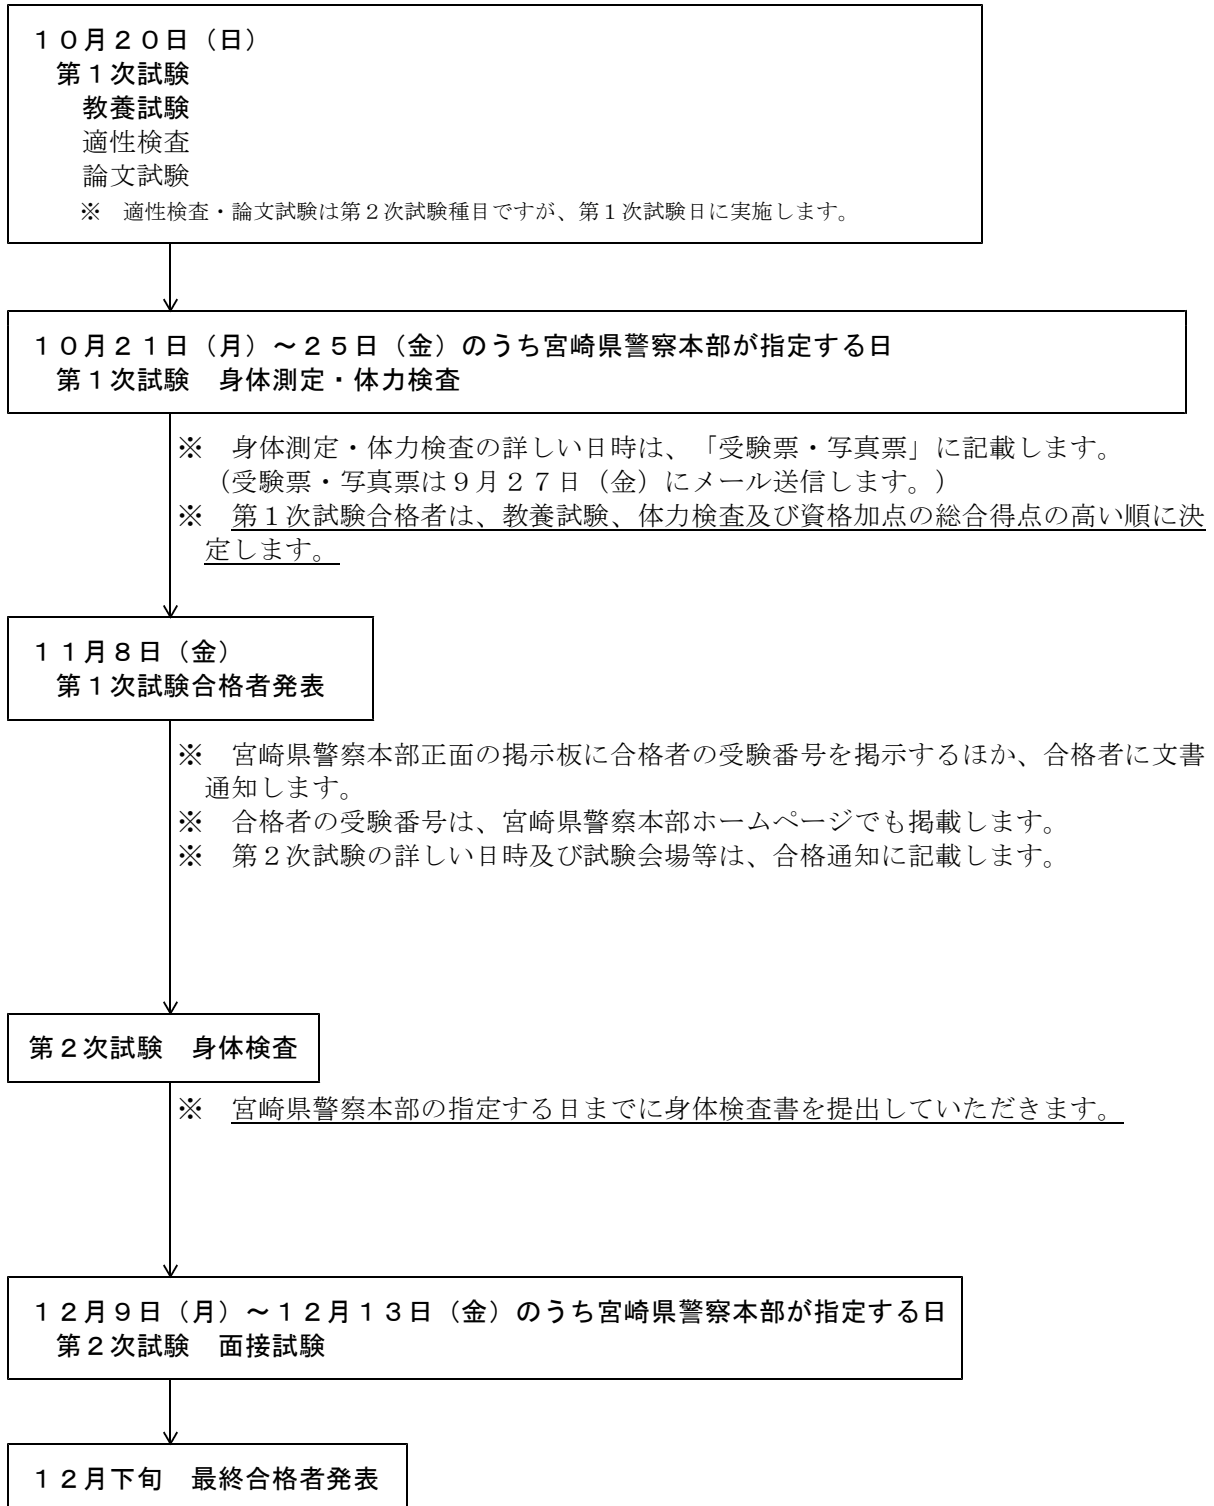 １０月２０日（日）
第１次試験
教養試験
適性検査
論文試験
※　適性検査・論文試験は第２次試験種目ですが、第１次試験日に実施します。
１０月２１日（月）～２５日（金）のうち宮崎県警察本部が指定する日
第１次試験　身体測定・体力検査
※　身体測定・体力検査の詳しい日時は、「受験票・写真票」に記載します。
（受験票・写真票は９月２７日（金）にメール送信します。）
※　第１次試験合格者は、教養試験、体力検査及び資格加点の総合得点の高い順に決
定します。
１１月８日（金）
第１次試験合格者発表
※　宮崎県警察本部正面の掲示板に合格者の受験番号を掲示するほか、合格者に文書
通知します。
※　合格者の受験番号は、宮崎県警察本部ホームページでも掲載します。
※　第２次試験の詳しい日時及び試験会場等は、合格通知に記載します。
第２次試験　身体検査
※　宮崎県警察本部の指定する日までに身体検査書を提出していただきます。
１２月９日（月）～１２月１３日（金）のうち宮崎県警察本部が指定する日
第２次試験　面接試験
１２月下旬　最終合格者発表